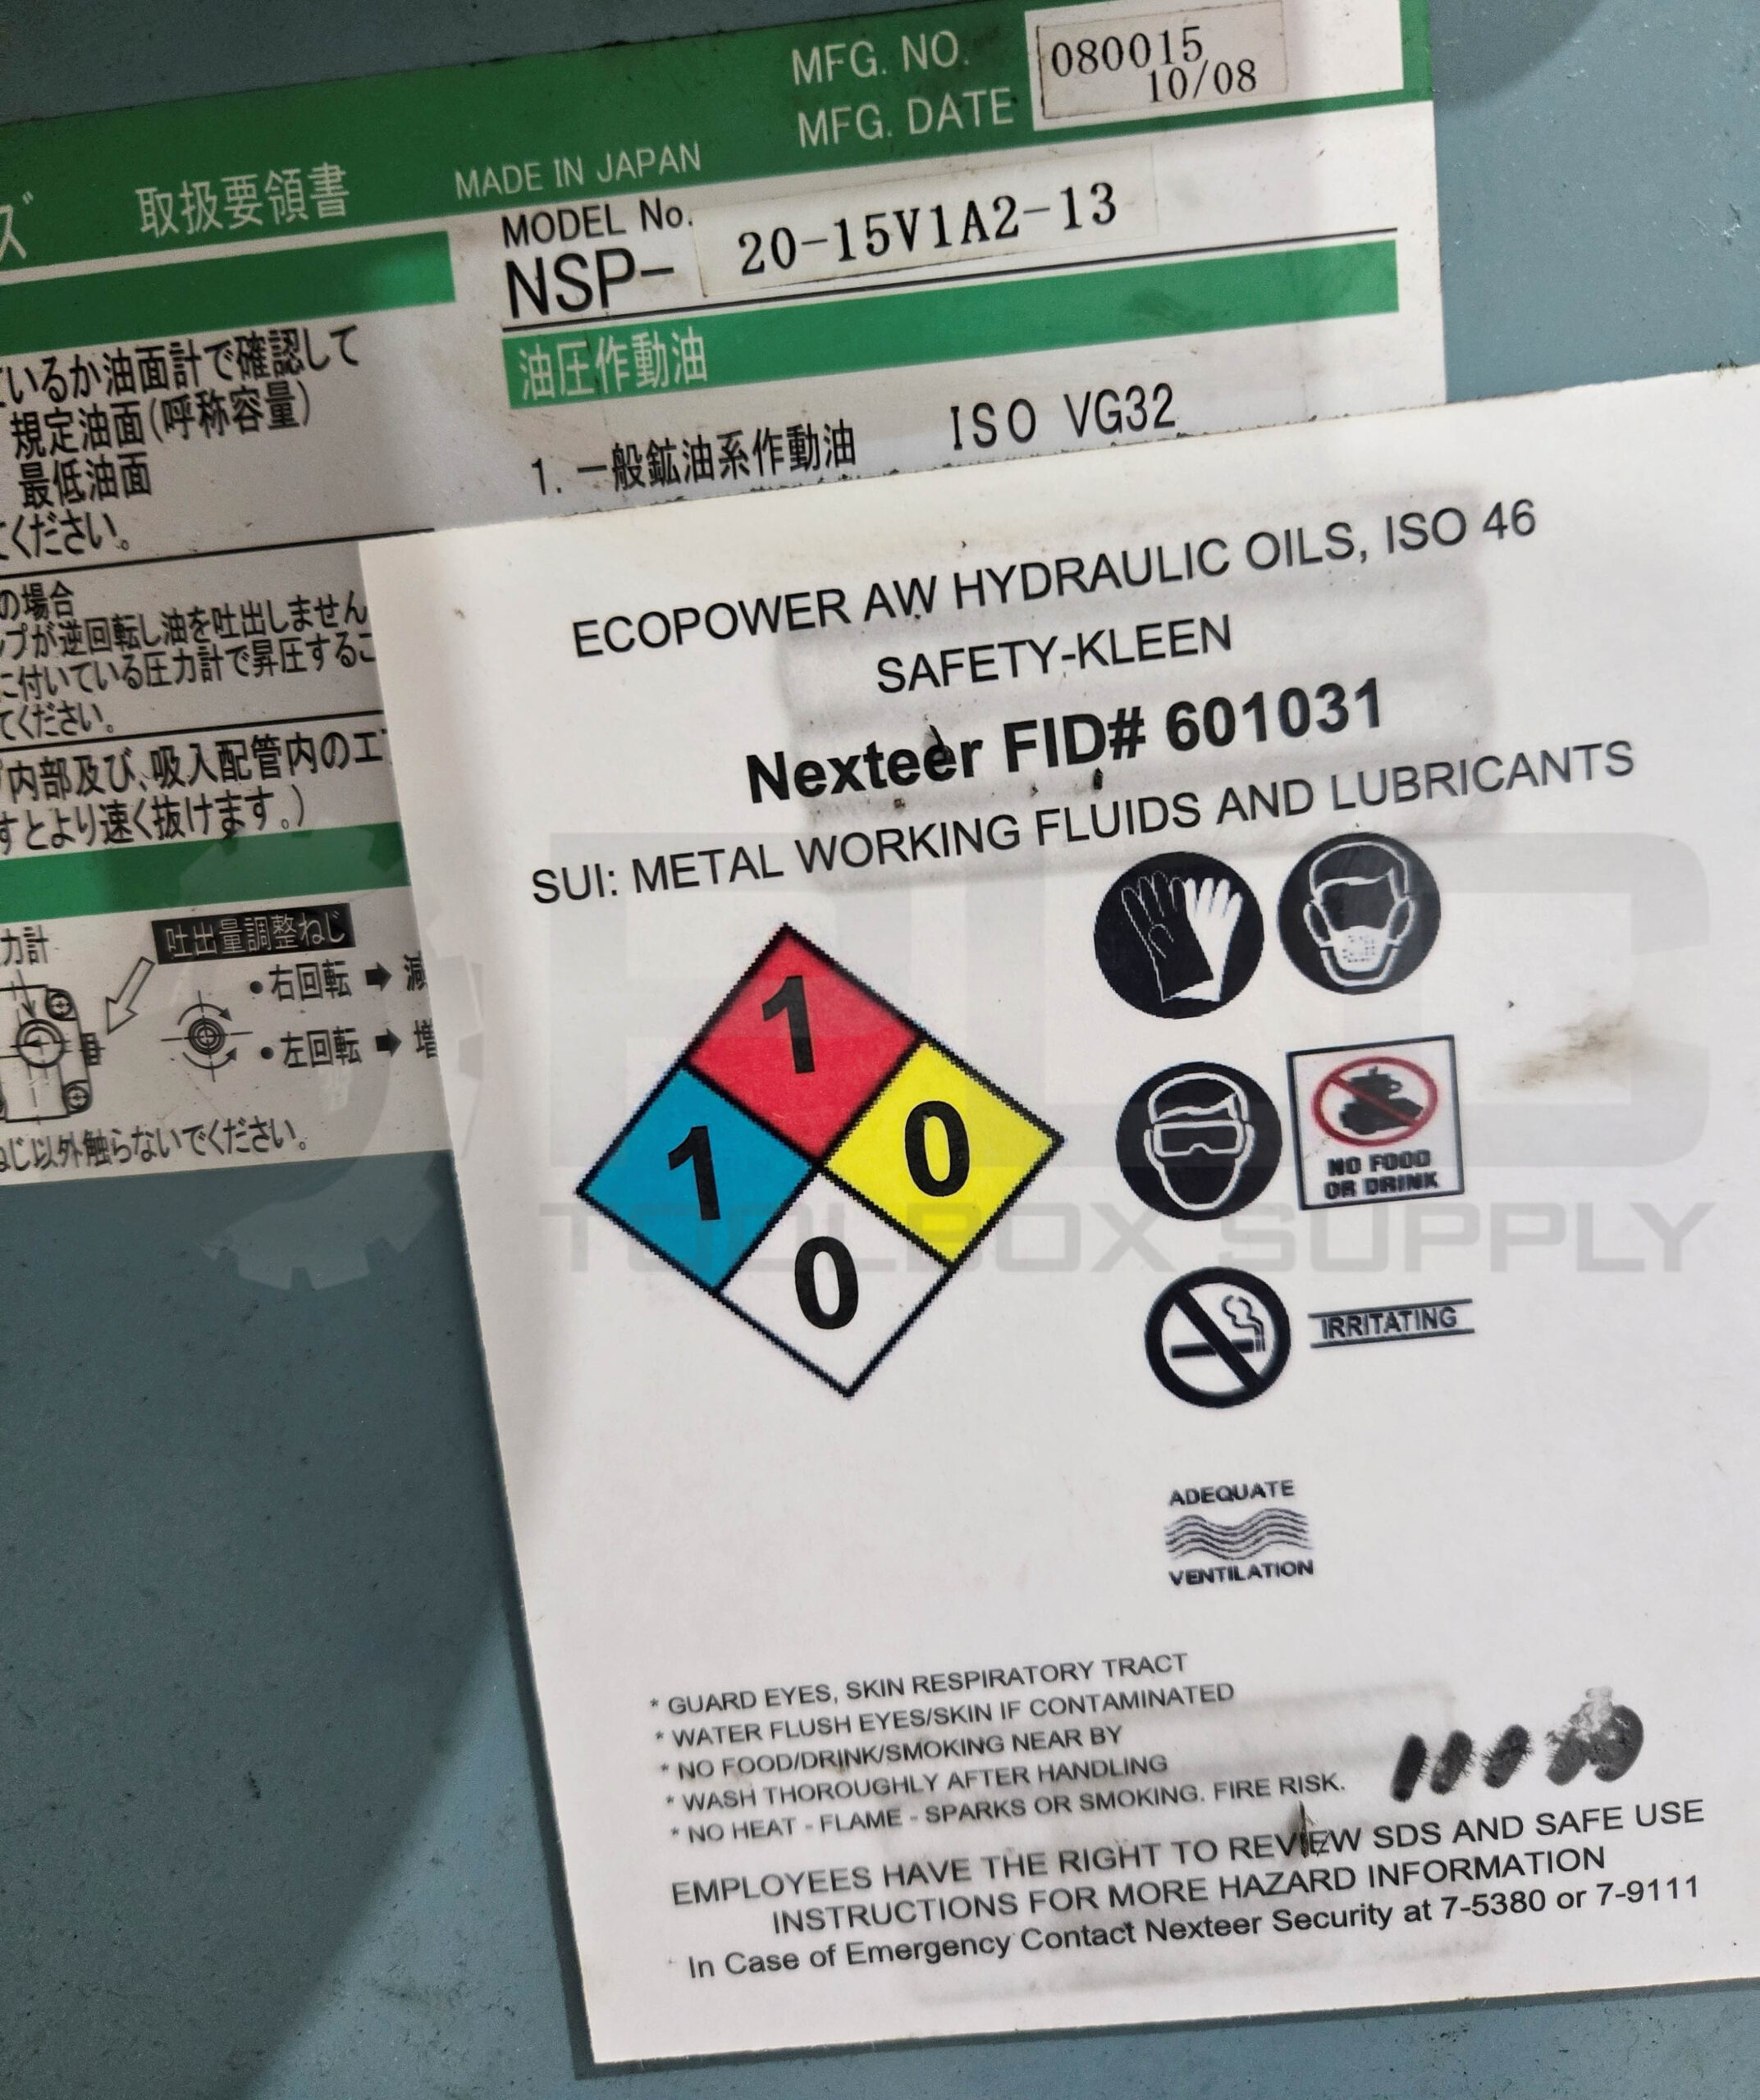 MFG. NO. 080015
MFG. DATE 10/08
ズ 取扱要領書 MADE IN JAPAN
MODEL No.
NSP- 20-15V1A2-13
油圧作動油
1. 一般鉱油系作動油 ISO VG32
いるか油面計で確認して
規定油面(呼称容量)
最低油面
ください。
の場合
プが逆回転し油を吐出しません
に付いている圧力計で昇圧するこ
てください。
内部及び、吸入配管内のエ
すとより速く抜けます。)
力計
吐出量調整ねじ
•右回転 ➡ 減
•左回転 ➡ 増
ねじ以外触らないでください。
ECOPOWER AW HYDRAULIC OILS, ISO 46
SAFETY-KLEEN
Nexteer FID# 601031
SUI: METAL WORKING FLUIDS AND LUBRICANTS
1
1
0
0
NO FOOD
OR DRINK
IRRITATING
ADEQUATE
VENTILATION
TOOLBOX SUPPLY
* GUARD EYES, SKIN RESPIRATORY TRACT
* WATER FLUSH EYES/SKIN IF CONTAMINATED
* NO FOOD/DRINK/SMOKING NEAR BY
* WASH THOROUGHLY AFTER HANDLING
* NO HEAT - FLAME - SPARKS OR SMOKING. FIRE RISK.
EMPLOYEES HAVE THE RIGHT TO REVIEW SDS AND SAFE USE
INSTRUCTIONS FOR MORE HAZARD INFORMATION
In Case of Emergency Contact Nexteer Security at 7-5380 or 7-9111